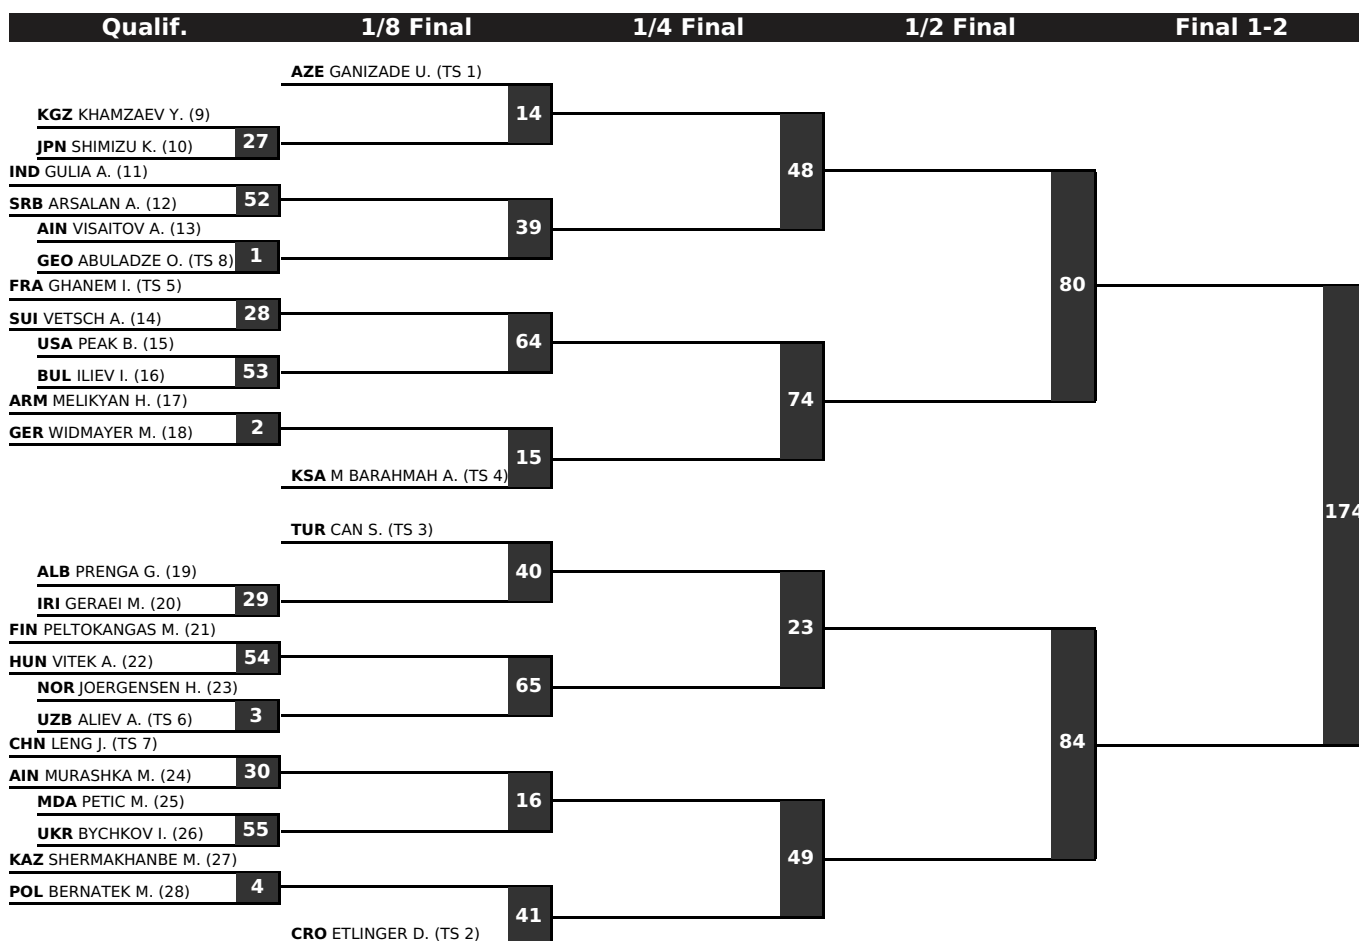 Qualif. 1/8 Final 1/4 Final 1/2 Final Final 1-2
AZE GANIZADE U. (TS 1)
14
KGZ KHAMZAEV Y. (9)
27
JPN SHIMIZU K. (10)
48
IND GULIA A. (11)
52
SRB ARSALAN A. (12)
39
AIN VISAITOV A. (13)
1
GEO ABULADZE O. (TS 8)
80
FRA GHANEM I. (TS 5)
28
SUI VETSCH A. (14)
64
USA PEAK B. (15)
53
BUL ILIEV I. (16)
74
ARM MELIKYAN H. (17)
2
GER WIDMAYER M. (18)
15
KSA M BARAHMAH A. (TS 4)
174
TUR CAN S. (TS 3)
40
ALB PRENGA G. (19)
29
IRI GERAEI M. (20)
23
FIN PELTOKANGAS M. (21)
54
HUN VITEK A. (22)
65
NOR JOERGENSEN H. (23)
3
UZB ALIEV A. (TS 6)
84
CHN LENG J. (TS 7)
30
AIN MURASHKA M. (24)
16
MDA PETIC M. (25)
55
UKR BYCHKOV I. (26)
49
KAZ SHERMAKHANBE M. (27)
4
POL BERNATEK M. (28)
41
CRO ETLINGER D. (TS 2)